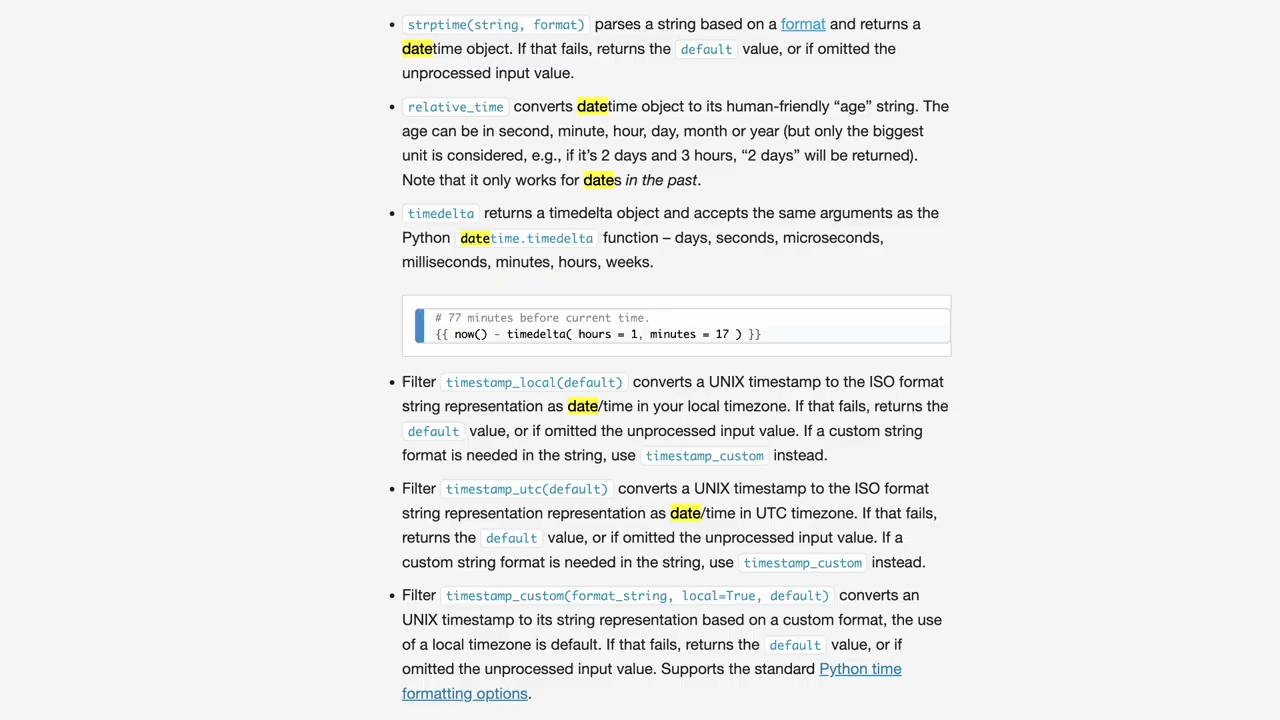 • strptime(string, format) parses a string based on a format and returns a
datetime object. If that fails, returns the default value, or if omitted the
unprocessed input value.
• relative_time converts datetime object to its human-friendly “age” string. The
age can be in second, minute, hour, day, month or year (but only the biggest
unit is considered, e.g., if it’s 2 days and 3 hours, “2 days” will be returned).
Note that it only works for dates in the past.
• timedelta returns a timedelta object and accepts the same arguments as the
Python datetime.timedelta function – days, seconds, microseconds,
milliseconds, minutes, hours, weeks.
# 77 minutes before current time.
{{ now() - timedelta( hours = 1, minutes = 17 ) }}
• Filter timestamp_local(default) converts a UNIX timestamp to the ISO format
string representation as date/time in your local timezone. If that fails, returns the
default value, or if omitted the unprocessed input value. If a custom string
format is needed in the string, use timestamp_custom instead.
• Filter timestamp_utc(default) converts a UNIX timestamp to the ISO format
string representation representation as date/time in UTC timezone. If that fails,
returns the default value, or if omitted the unprocessed input value. If a
custom string format is needed in the string, use timestamp_custom instead.
• Filter timestamp_custom(format_string, local=True, default) converts an
UNIX timestamp to its string representation based on a custom format, the use
of a local timezone is default. If that fails, returns the default value, or if
omitted the unprocessed input value. Supports the standard Python time
formatting options.